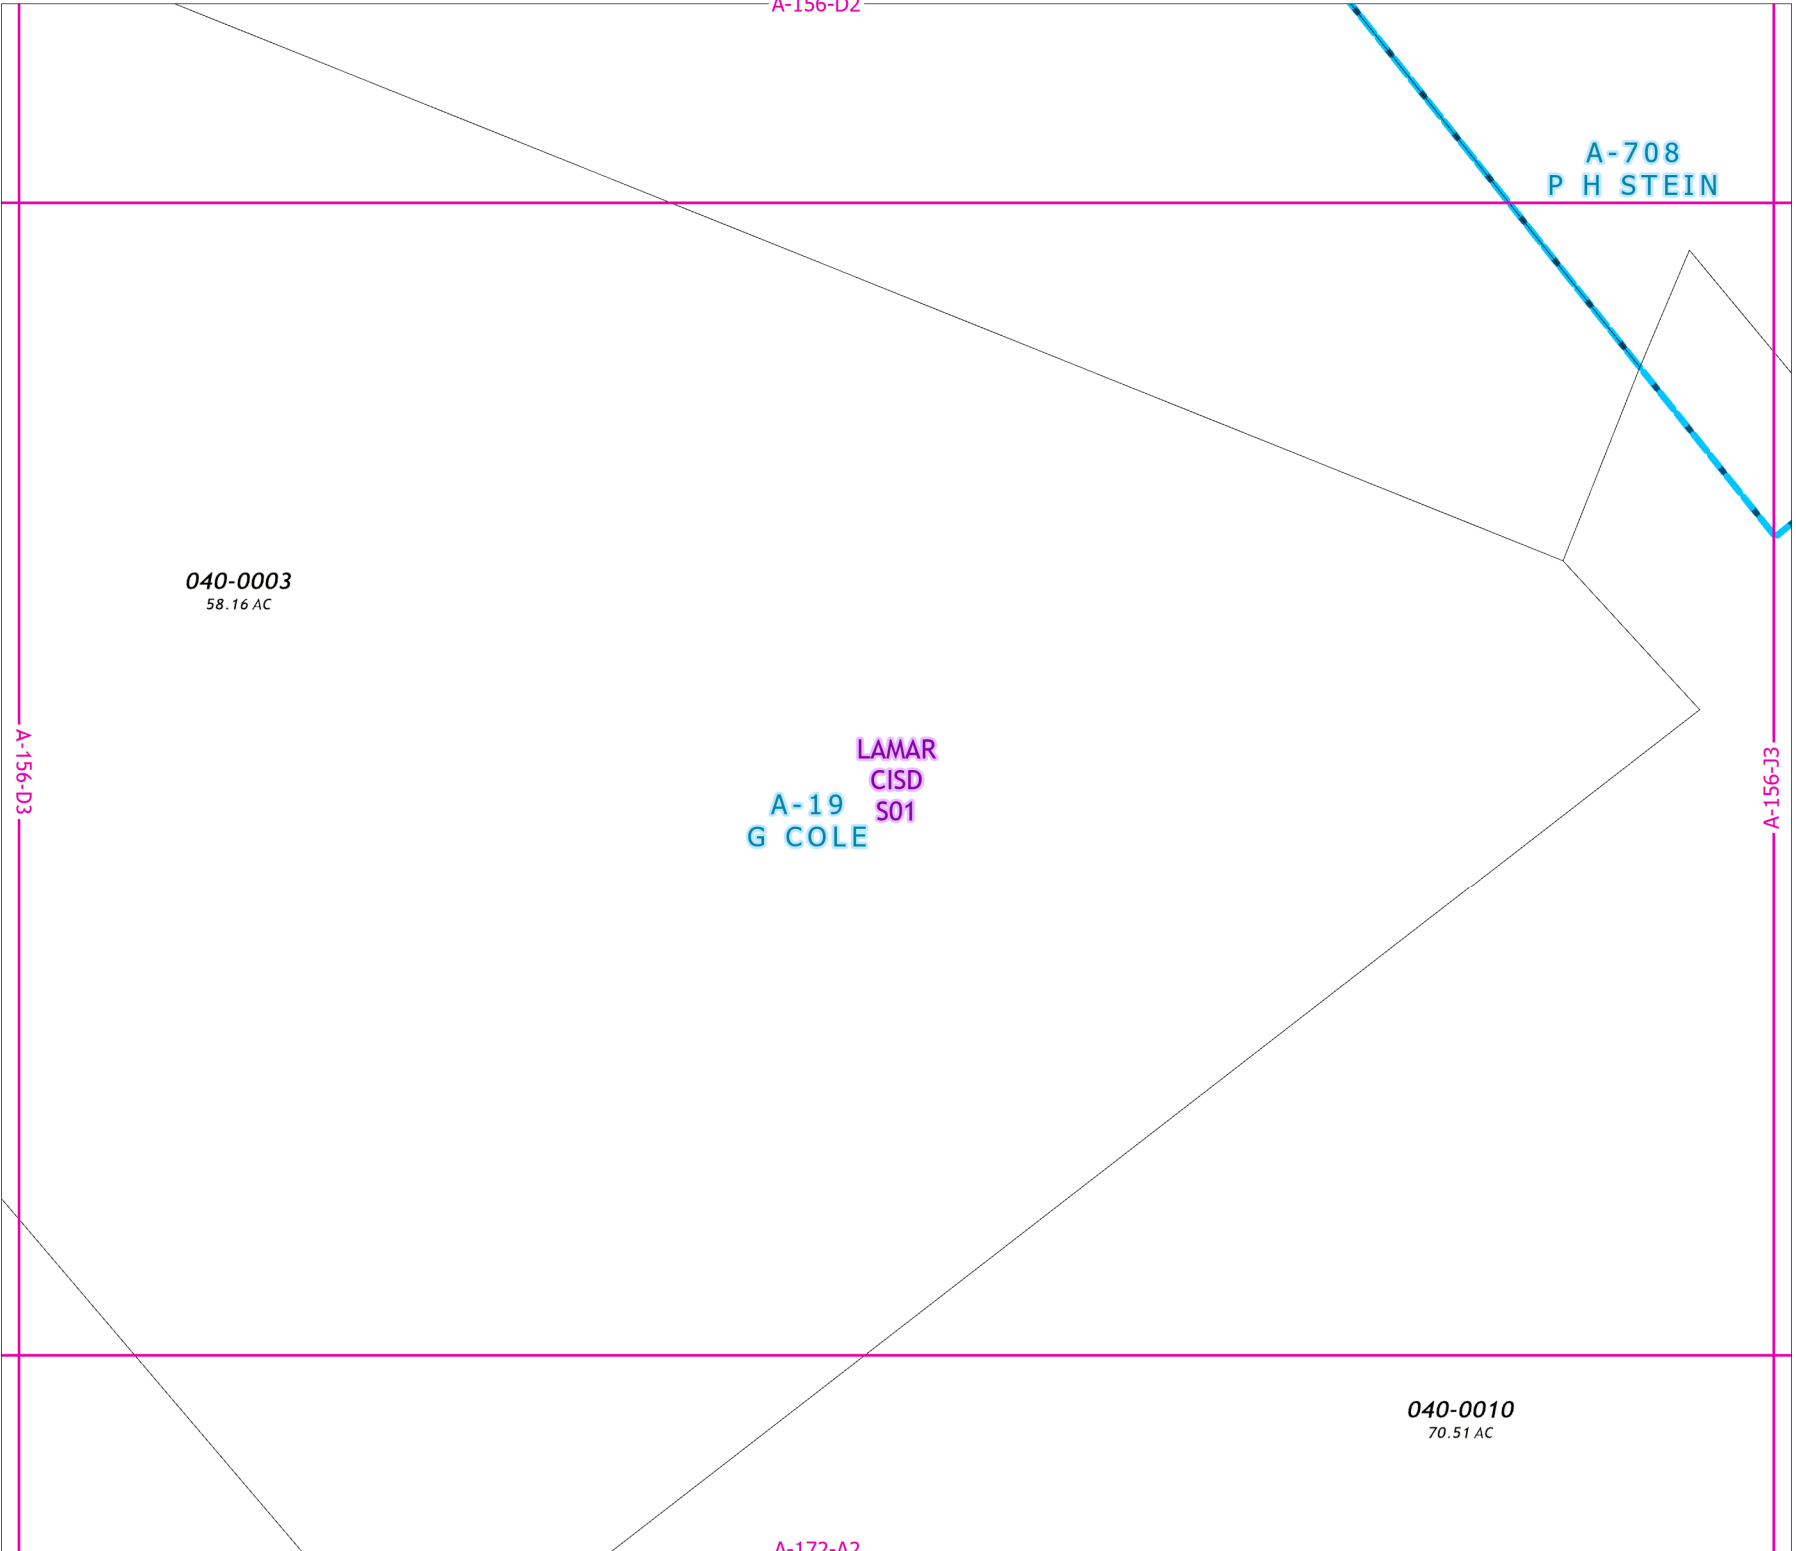 A-156-D2
A-708
P H STEIN
040-0003
58.16 AC
A-156-D3
LAMAR
CISD
S01
A-19
G COLE
A-156-J3
040-0010
70.51 AC
A-172-A2